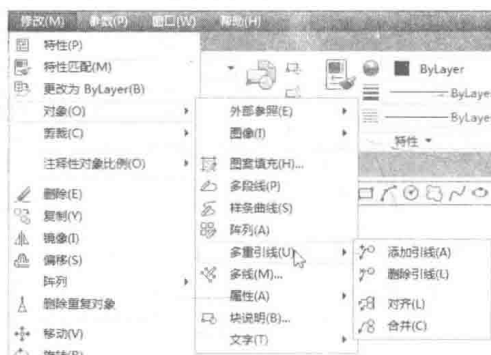 修改(M) 参数(P) 窗口(W) 帮助(H)
特性(P)
特性匹配(M)
更改为 ByLayer(B)
对象(O)
剪裁(C)
注释性对象比例(O)
删除(E)
复制(Y)
镜像(I)
偏移(S)
阵列
删除重复对象
移动(V)
旋转(R)
外部参照(E)
图像(I)
图案填充(H)...
多段线(P)
样条曲线(S)
阵列(A)
多重引线(U)
多线(M)...
属性(A)
块说明(B)...
文字(T)
添加引线(A)
删除引线(L)
对齐(L)
合并(C)
ByLayer
ByLaye
ByLaye
特性